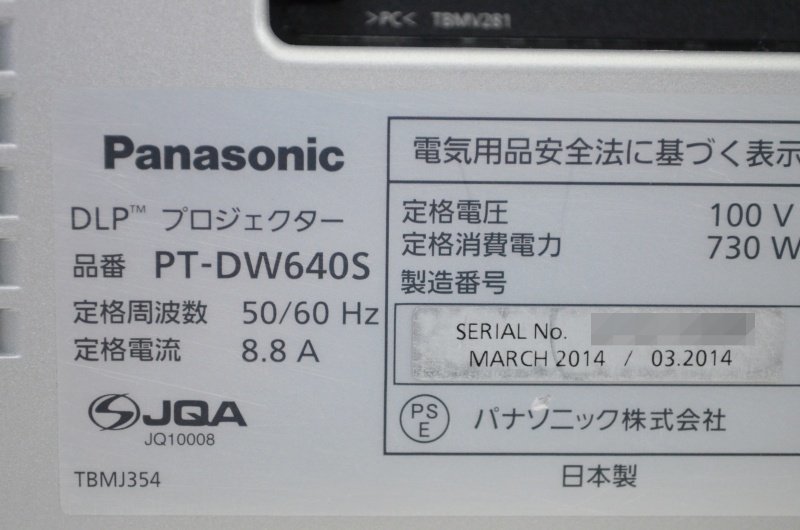 >PC< TBMV281
Panasonic
DLP™ プロジェクター
品番 PT-DW640S
定格周波数 50/60 Hz
定格電流 8.8 A
JQA
JQ10008
TBMJ354
電気用品安全法に基づく表示
定格電圧 100 V
定格消費電力 730 W
製造番号
SERIAL No.
MARCH 2014 / 03.2014
PS
E
パナソニック株式会社
日本製